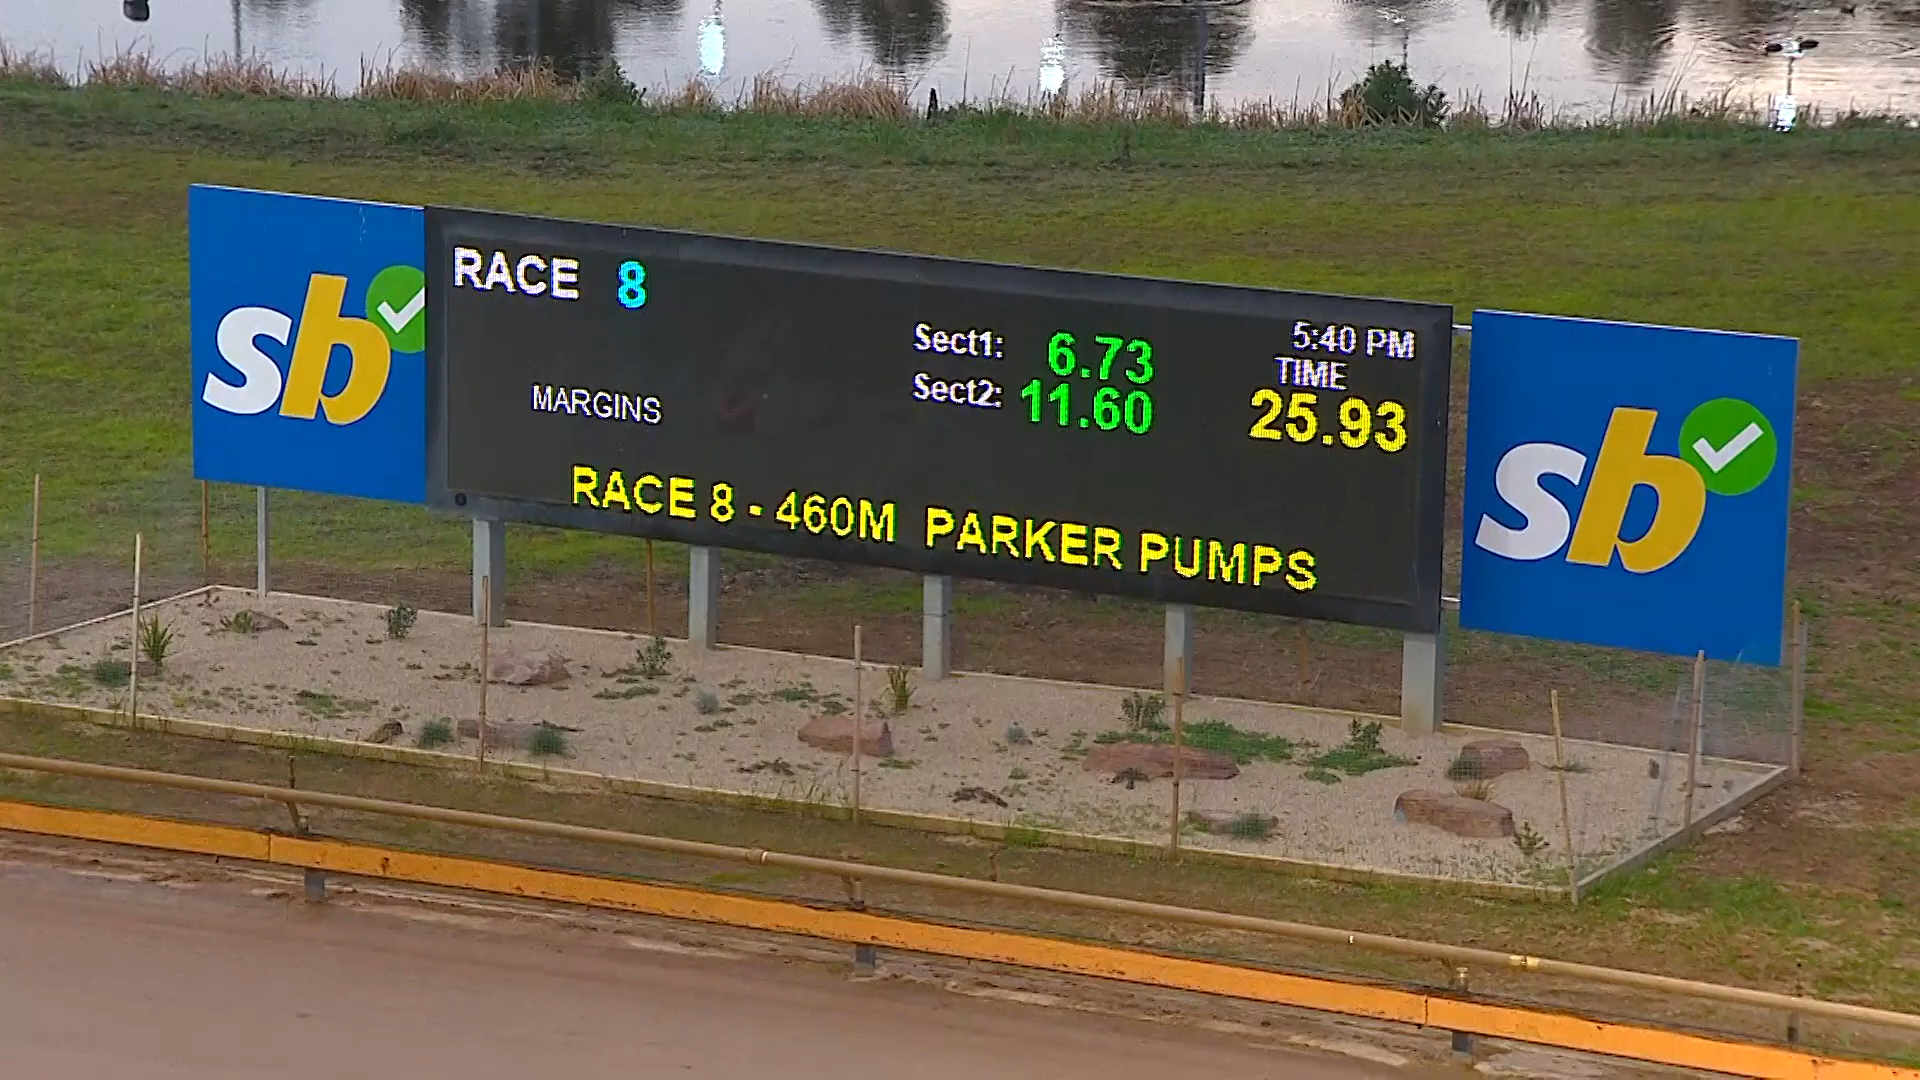 sb
RACE 8
Sect1: 6.73
5:40 PM
TIME
Sect2: 11.60
25.93
MARGINS
RACE 8 - 460M PARKER PUMPS
sb